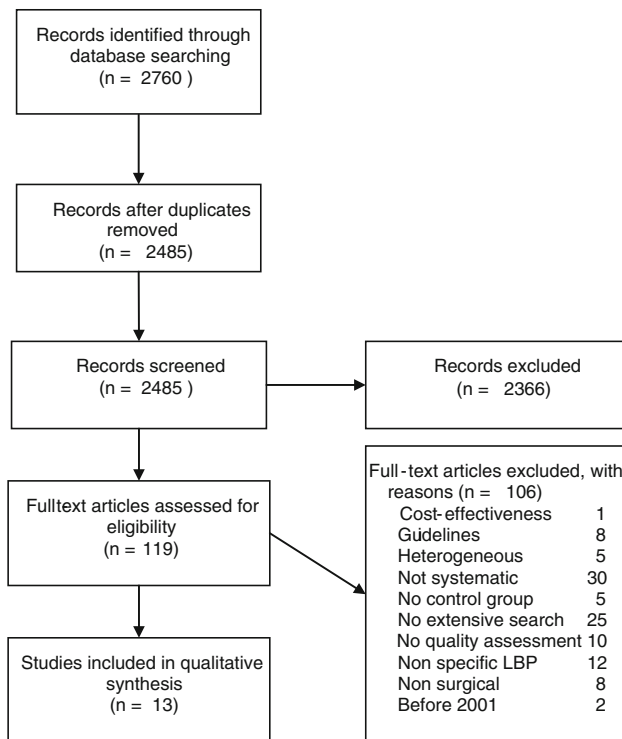 Records identified through
database searching
(n = 2760 )
Records after duplicates
removed
(n = 2485)
Records screened
(n = 2485 )
Records excluded
(n = 2366)
Fulltext articles assessed for
eligibility
(n = 119)
Full-text articles excluded, with
reasons (n = 106)
Cost-effectiveness 1
Guidelines 8
Heterogeneous 5
Not systematic 30
No control group 5
No extensive search 25
No quality assessment 10
Non specific LBP 12
Non surgical 8
Before 2001 2
Studies included in qualitative
synthesis
(n = 13)